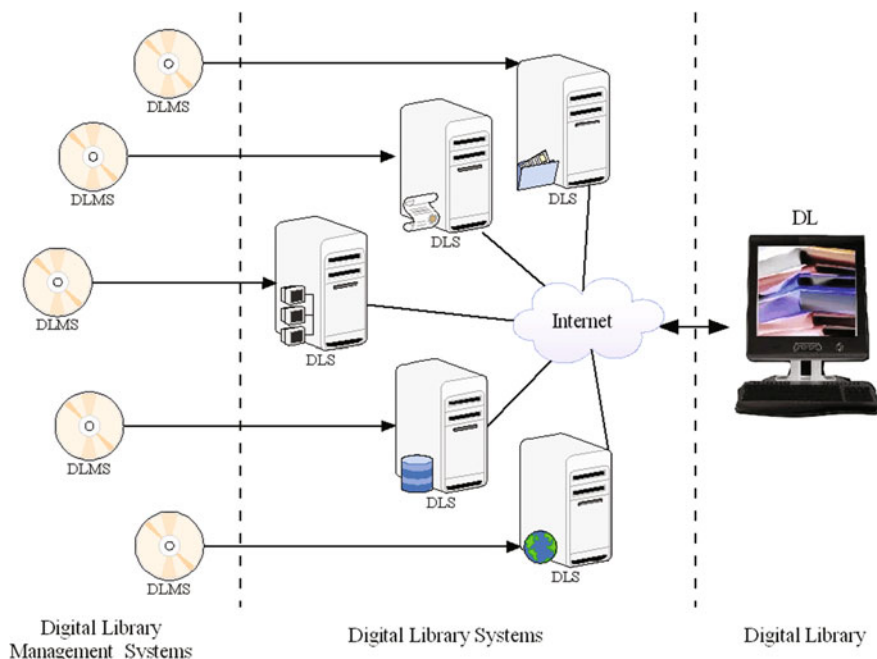 DLMS
DLS
DLMS
DLS
DL
DLMS
DLS
Internet
DLMS
DLS
DLMS
DLS
Digital Library
Management Systems
Digital Library Systems
Digital Library